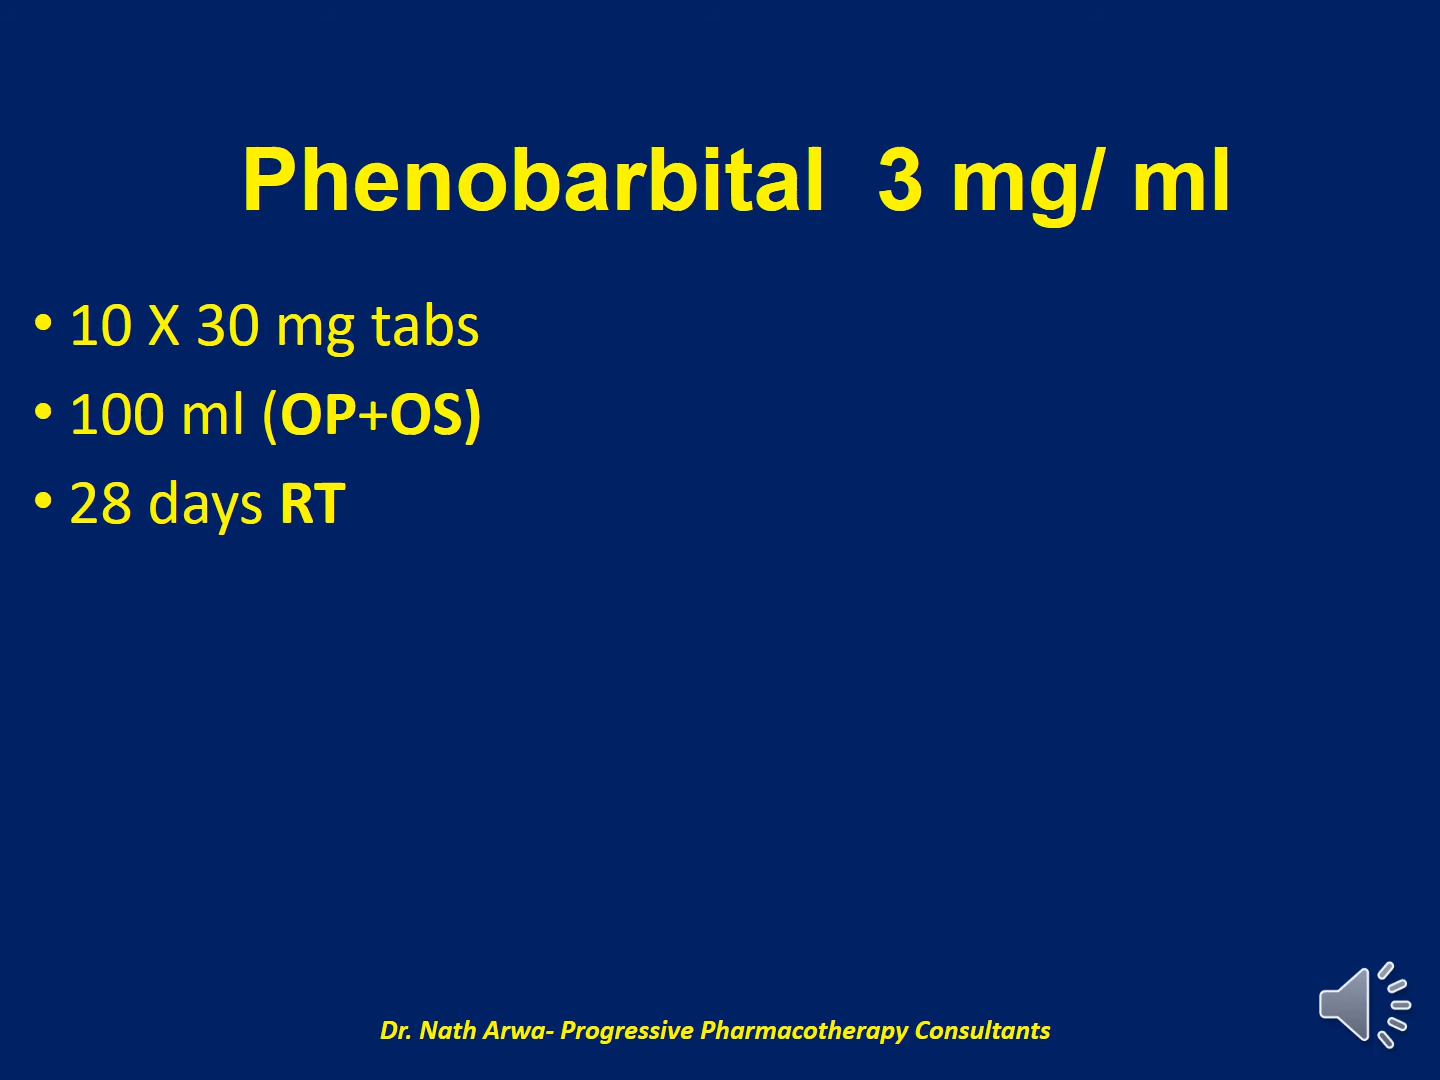 Phenobarbital 3 mg/ ml
• 10 X 30 mg tabs
• 100 ml (OP+OS)
• 28 days RT
Dr. Nath Arwa- Progressive Pharmacotherapy Consultants